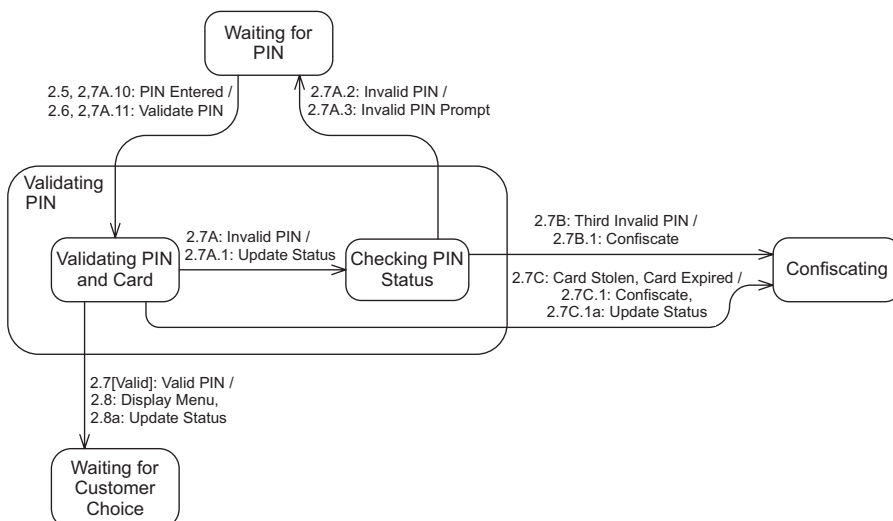 Waiting for
PIN
2.5, 2,7A.10: PIN Entered /
2.6, 2,7A.11: Validate PIN
2.7A.2: Invalid PIN /
2.7A.3: Invalid PIN Prompt
Validating
PIN
Validating PIN
and Card
2.7A: Invalid PIN /
2.7A.1: Update Status
Checking PIN
Status
2.7B: Third Invalid PIN /
2.7B.1: Confiscate
2.7C: Card Stolen, Card Expired /
2.7C.1: Confiscate,
2.7C.1a: Update Status
Confiscating
2.7[Valid]: Valid PIN /
2.8: Display Menu,
2.8a: Update Status
Waiting for
Customer
Choice